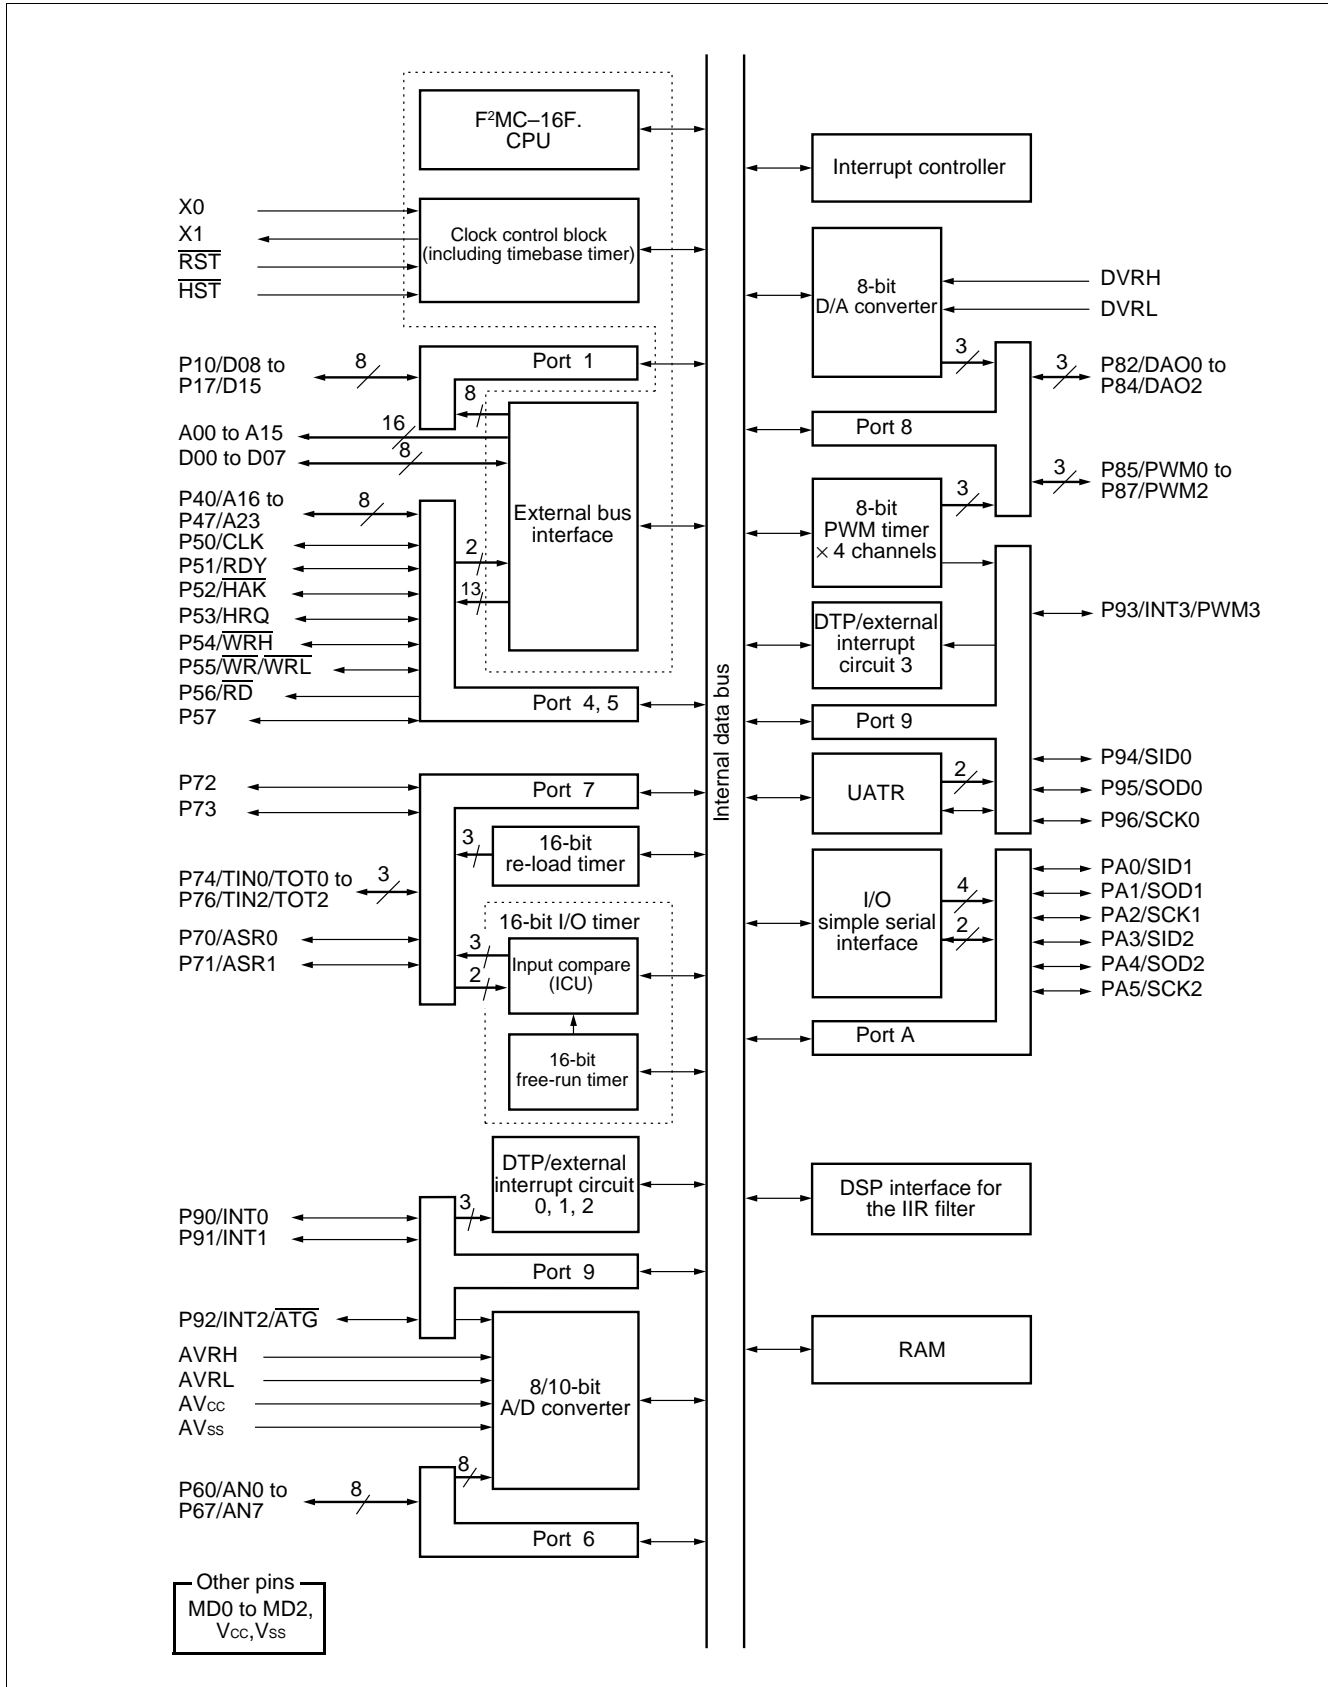 F²MC–16F.
CPU
X0
X1
RST
HST
Clock control block
(including timebase timer)
P10/D08 to
P17/D15
8
Port 1
8
A00 to A15
16
D00 to D07
8
P40/A16 to
P47/A23
8
P50/CLK
P51/RDY
P52/HAK
P53/HRQ
P54/WRH
P55/WR/WRL
P56/RD
P57
2
13
External bus
interface
Port 4, 5
P72
P73
Port 7
3
16-bit
re-load timer
P74/TIN0/TOT0 to
P76/TIN2/TOT2
3
16-bit I/O timer
P70/ASR0
P71/ASR1
3
2
Input compare
(ICU)
16-bit
free-run timer
DTP/external
interrupt circuit
0, 1, 2
P90/INT0
P91/INT1
3
Port 9
P92/INT2/ATG
AVRH
AVRL
AVCC
AVSS
8/10-bit
A/D converter
P60/AN0 to
P67/AN7
8
8
Port 6
Other pins
MD0 to MD2,
VCC,VSS
Internal data bus
Interrupt controller
8-bit
D/A converter
DVRH
DVRL
3
3
P82/DAO0 to
P84/DAO2
Port 8
3
P85/PWM0 to
P87/PWM2
8-bit
PWM timer
× 4 channels
3
DTP/external
interrupt
circuit 3
P93/INT3/PWM3
Port 9
UATR
2
P94/SID0
P95/SOD0
P96/SCK0
I/O
simple serial
interface
4
2
PA0/SID1
PA1/SOD1
PA2/SCK1
PA3/SID2
PA4/SOD2
PA5/SCK2
Port A
DSP interface for
the IIR filter
RAM